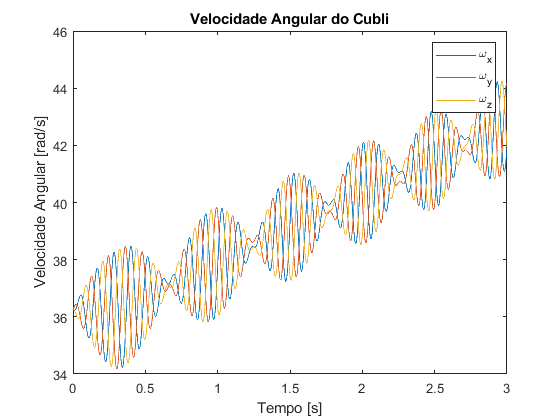 Velocidade Angular do Cubli
46
44
42
40
38
36
34
Velocidade Angular [rad/s]
ωx
ωy
ωz
0 0.5 1 1.5 2 2.5 3
Tempo [s]